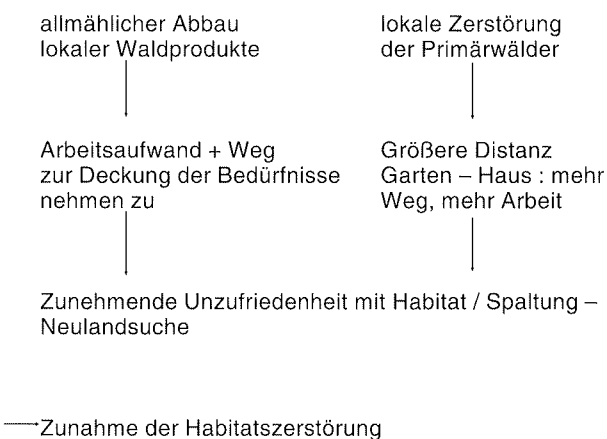 allmählicher Abbau
lokaler Waldprodukte
lokale Zerstörung
der Primärwälder
Arbeitsaufwand + Weg
zur Deckung der Bedürfnisse
nehmen zu
Größere Distanz
Garten – Haus : mehr
Weg, mehr Arbeit
Zunehmende Unzufriedenheit mit Habitat / Spaltung –
Neulandsuche
Zunahme der Habitatszerstörung